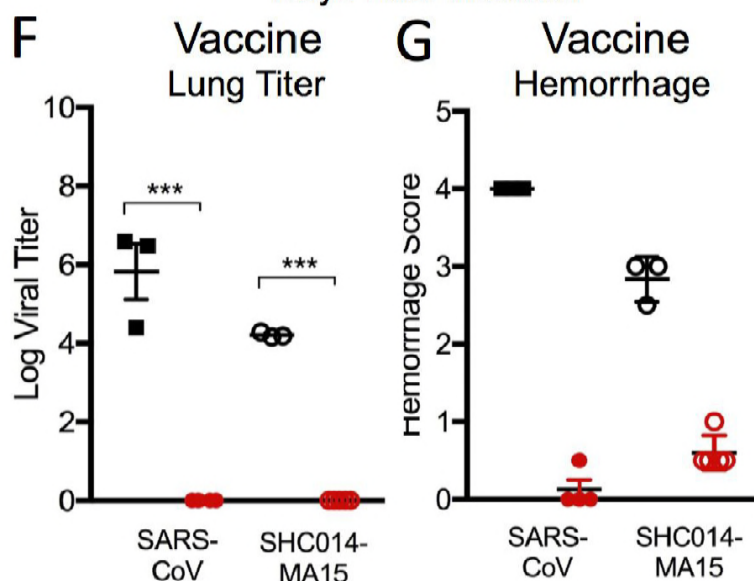 F
Vaccine
Lung Titer
Log Viral Titer
10
8
6
4
2
0
***
***
SARS-
CoV
SHC014-
MA15
G
Vaccine
Hemorrhage
Hemorrhage Score
5
4
3
2
1
0
SARS-
CoV
SHC014-
MA15